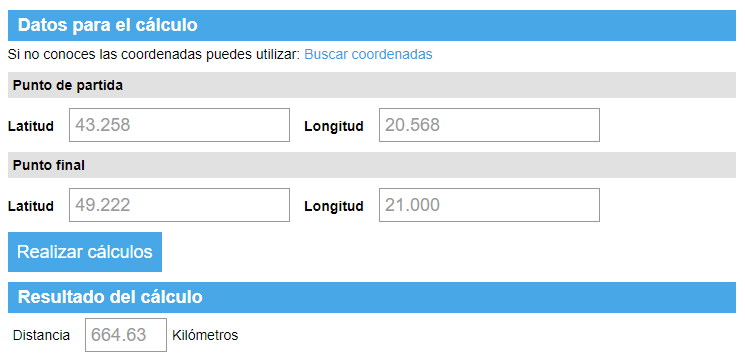 Datos para el cálculo
Si no conoces las coordenadas puedes utilizar: Buscar coordenadas
Punto de partida
Latitud 43.258 Longitud 20.568
Punto final
Latitud 49.222 Longitud 21.000
Realizar cálculos
Resultado del cálculo
Distancia 664.63 Kilómetros